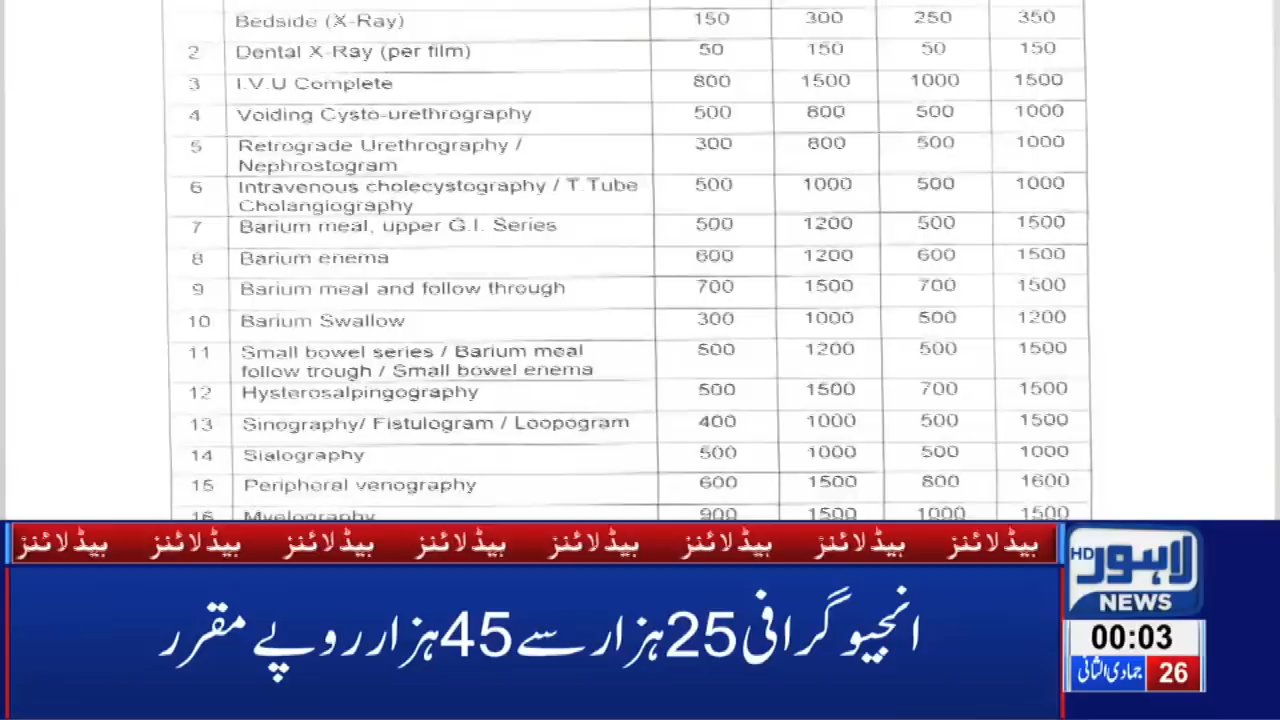 Bedside (X-Ray) 150 300 250 350
2 Dental X-Ray (per film) 50 150 50 150
3 I.V.U Complete 800 1500 1000 1500
4 Voiding Cysto-urethrography 500 800 500 1000
5 Retrograde Urethrography / 300 800 500 1000
Nephrostogram
6 Intravenous cholecystography / T.Tube 500 1000 500 1000
Cholangiography
7 Barium meal, upper G.I. Series 500 1200 500 1500
8 Barium enema 600 1200 600 1500
9 Barium meal and follow through 700 1500 700 1500
10 Barium Swallow 300 1000 500 1200
11 Small bowel series / Barium meal 500 1200 500 1500
follow trough / Small bowel enema
12 Hysterosalpingography 500 1500 700 1500
13 Sinography/ Fistulogram / Loopogram 400 1000 500 1500
14 Sialography 500 1000 500 1000
15 Peripheral venography 600 1500 800 1600
16 Myelography 900 1500 1000 1500
ہیڈلائنز ہیڈلائنز ہیڈلائنز ہیڈلائنز ہیڈلائنز ہیڈلائنز ہیڈلائنز ہیڈلائنز
انجیوگرافی 25 ہزار سے 45 ہزار روپے مقرر
لاہور HD
NEWS
00:03
26 جمادی الثانی